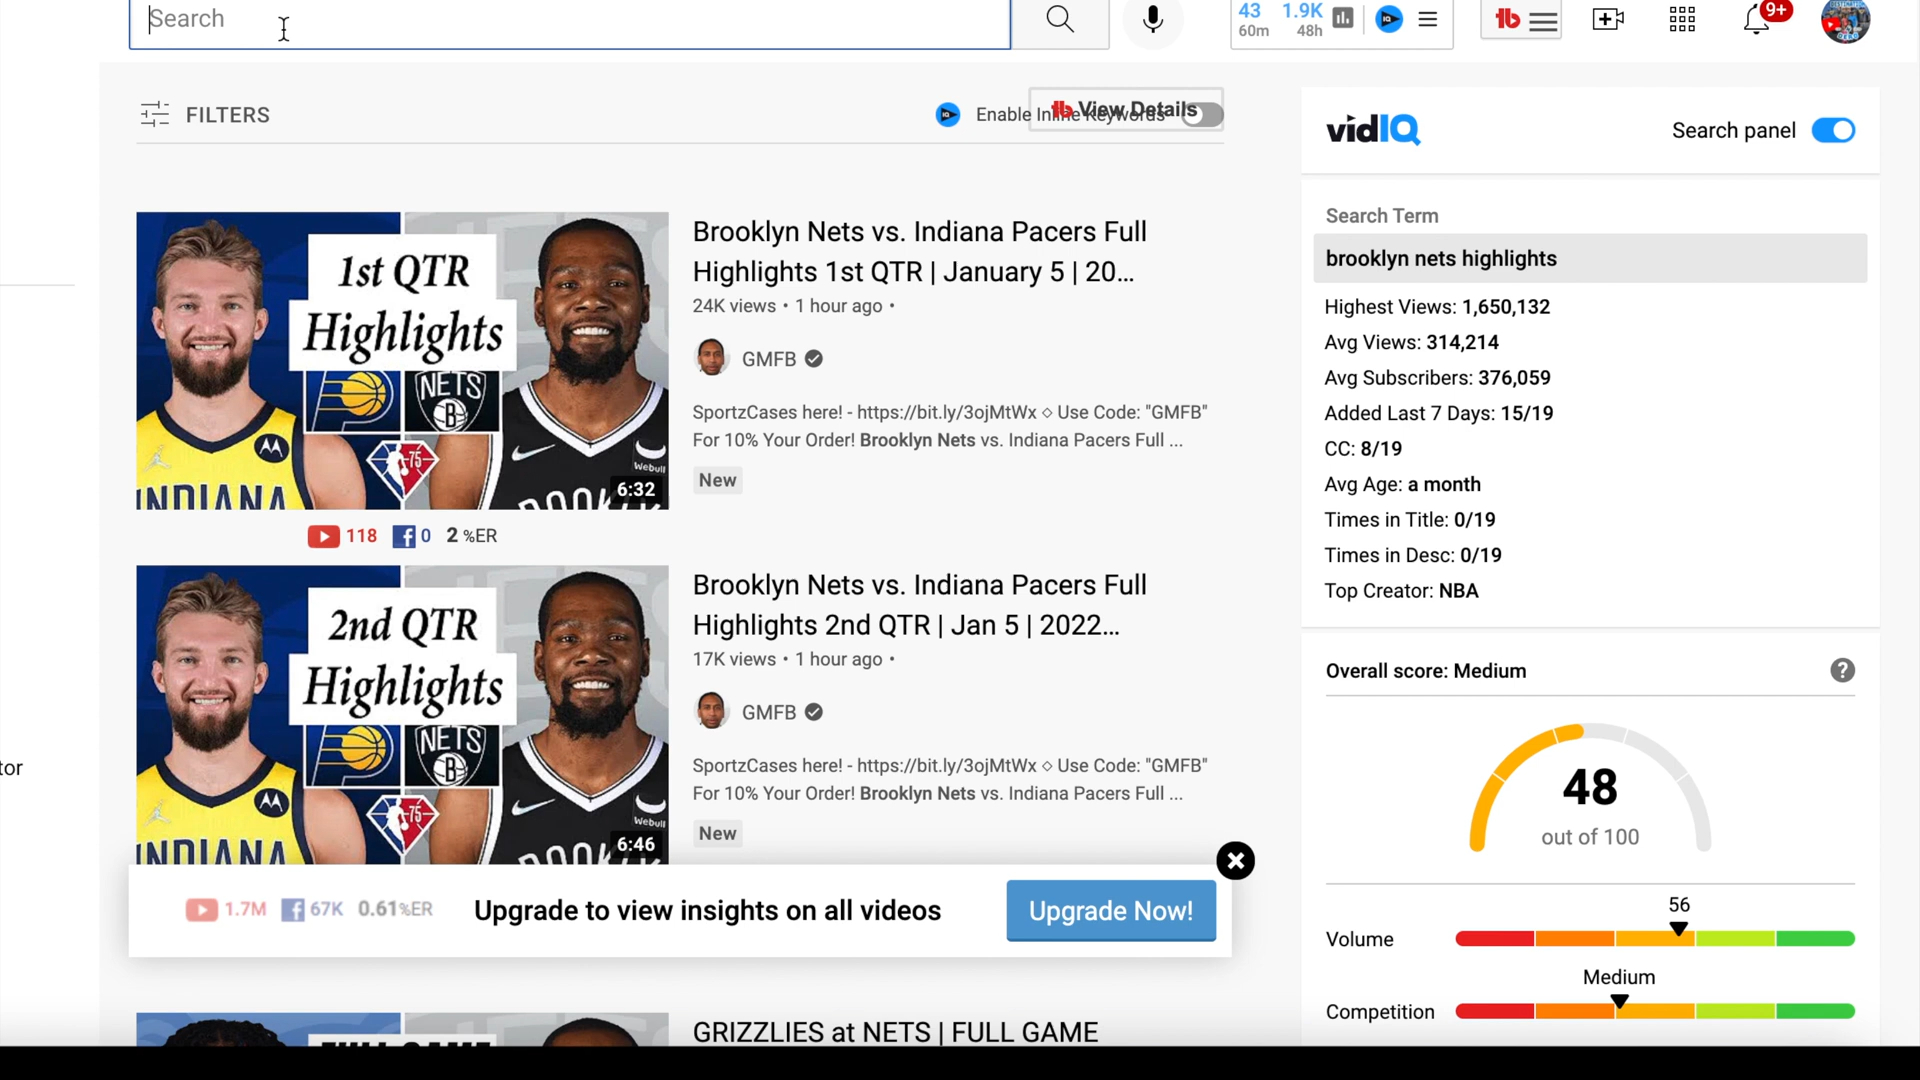 Search
43
60m
1.9K
48h
9+
FILTERS
Enable Inline Keywords
View Details
1st QTR
Highlights
NETS
B
75
Webull
INDIANA
6:32
Brooklyn Nets vs. Indiana Pacers Full
Highlights 1st QTR | January 5 | 20...
24K views • 1 hour ago •
GMFB
SportzCases here! - https://bit.ly/3ojMtWx ◇ Use Code: "GMFB"
For 10% Your Order! Brooklyn Nets vs. Indiana Pacers Full ...
New
118 0 2 %ER
2nd QTR
Highlights
NETS
B
75
Webull
INDIANA
6:46
Brooklyn Nets vs. Indiana Pacers Full
Highlights 2nd QTR | Jan 5 | 2022...
17K views • 1 hour ago •
GMFB
SportzCases here! - https://bit.ly/3ojMtWx ◇ Use Code: "GMFB"
For 10% Your Order! Brooklyn Nets vs. Indiana Pacers Full ...
New
1.7M 67K 0.61%ER
Upgrade to view insights on all videos
Upgrade Now!
GRIZZLIES at NETS | FULL GAME
tor
vidIQ
Search panel
Search Term
brooklyn nets highlights
Highest Views: 1,650,132
Avg Views: 314,214
Avg Subscribers: 376,059
Added Last 7 Days: 15/19
CC: 8/19
Avg Age: a month
Times in Title: 0/19
Times in Desc: 0/19
Top Creator: NBA
Overall score: Medium
?
48
out of 100
56
Volume
Medium
Competition